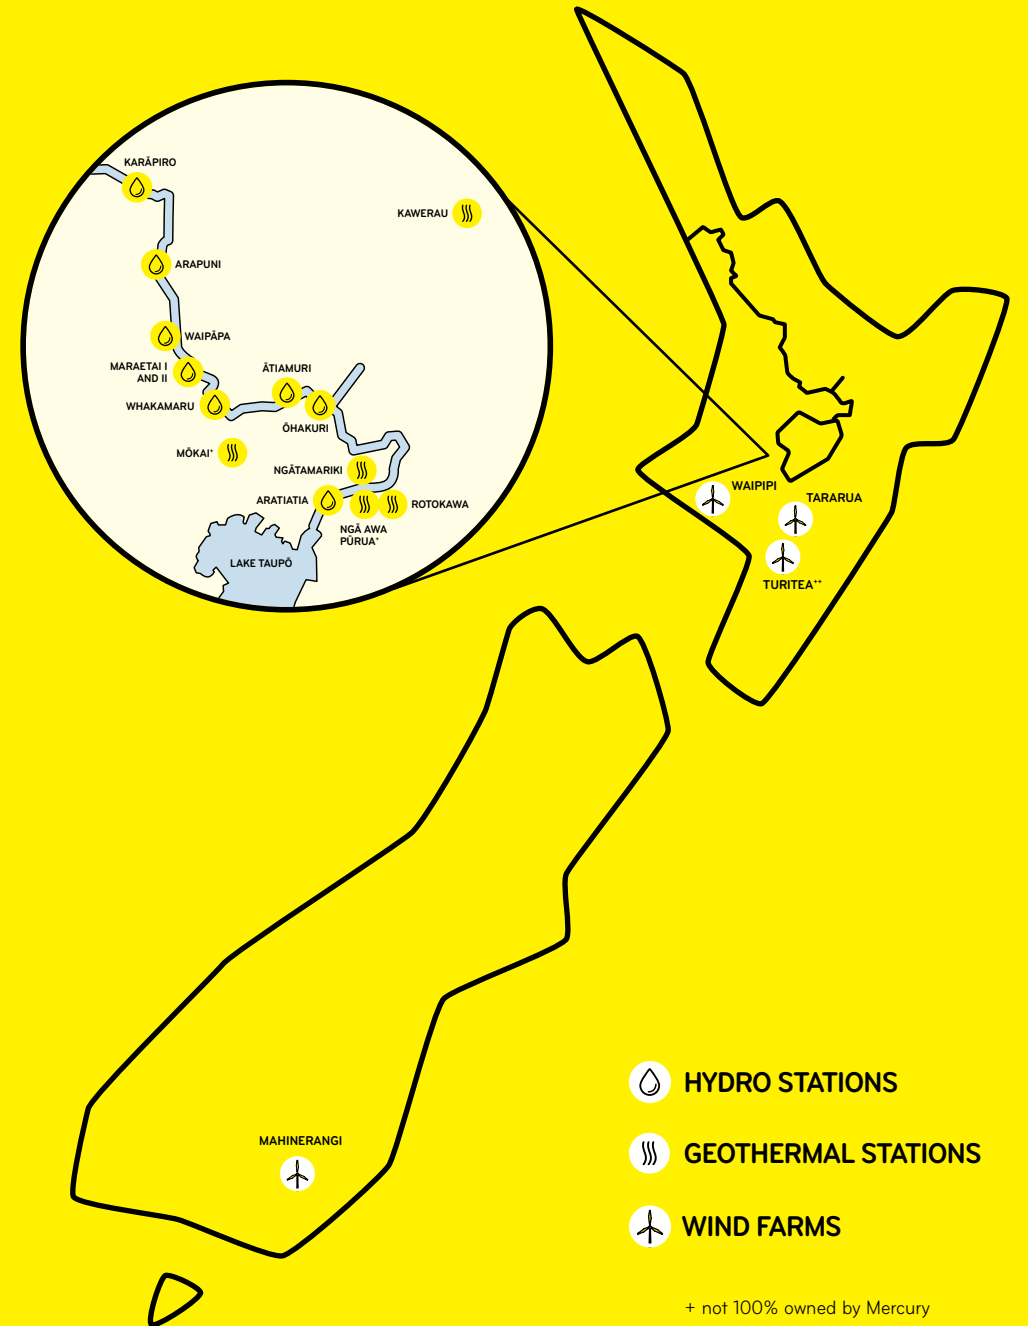 KARĀPIRO
KAWERAU
ARAPUNI
WAIPĀPA
MARAETAI I
AND II
ĀTIAMURI
WHAKAMARU
ŌHAKURI
MŌKAI+
NGĀTAMARIKI
ARATIATIA
ROTOKAWA
NGĀ AWA
PŪRUA+
LAKE TAUPŌ
WAIPIPI
TARARUA
TURITEA++
MAHINERANGI
HYDRO STATIONS
GEOTHERMAL STATIONS
WIND FARMS
+ not 100% owned by Mercury